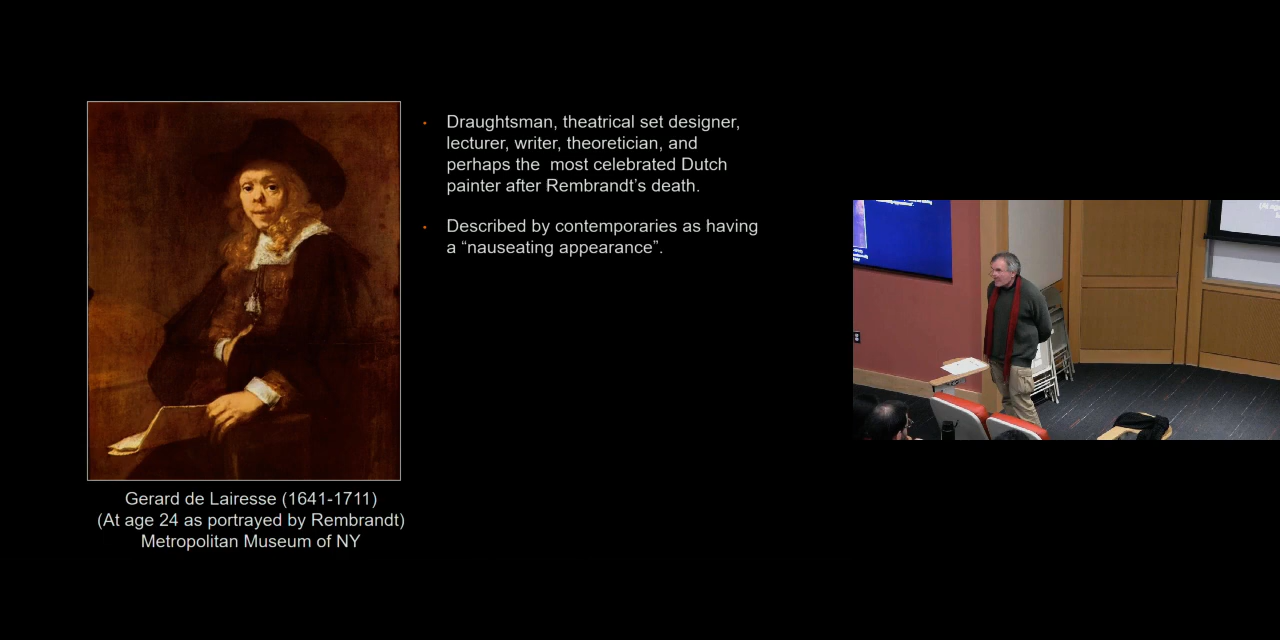 Draughtsman, theatrical set designer,
lecturer, writer, theoretician, and
perhaps the  most celebrated Dutch
painter after Rembrandt’s death.
Described by contemporaries as having
a “nauseating appearance”.
Gerard de Lairesse (1641-1711)
(At age 24 as portrayed by Rembrandt)
Metropolitan Museum of NY